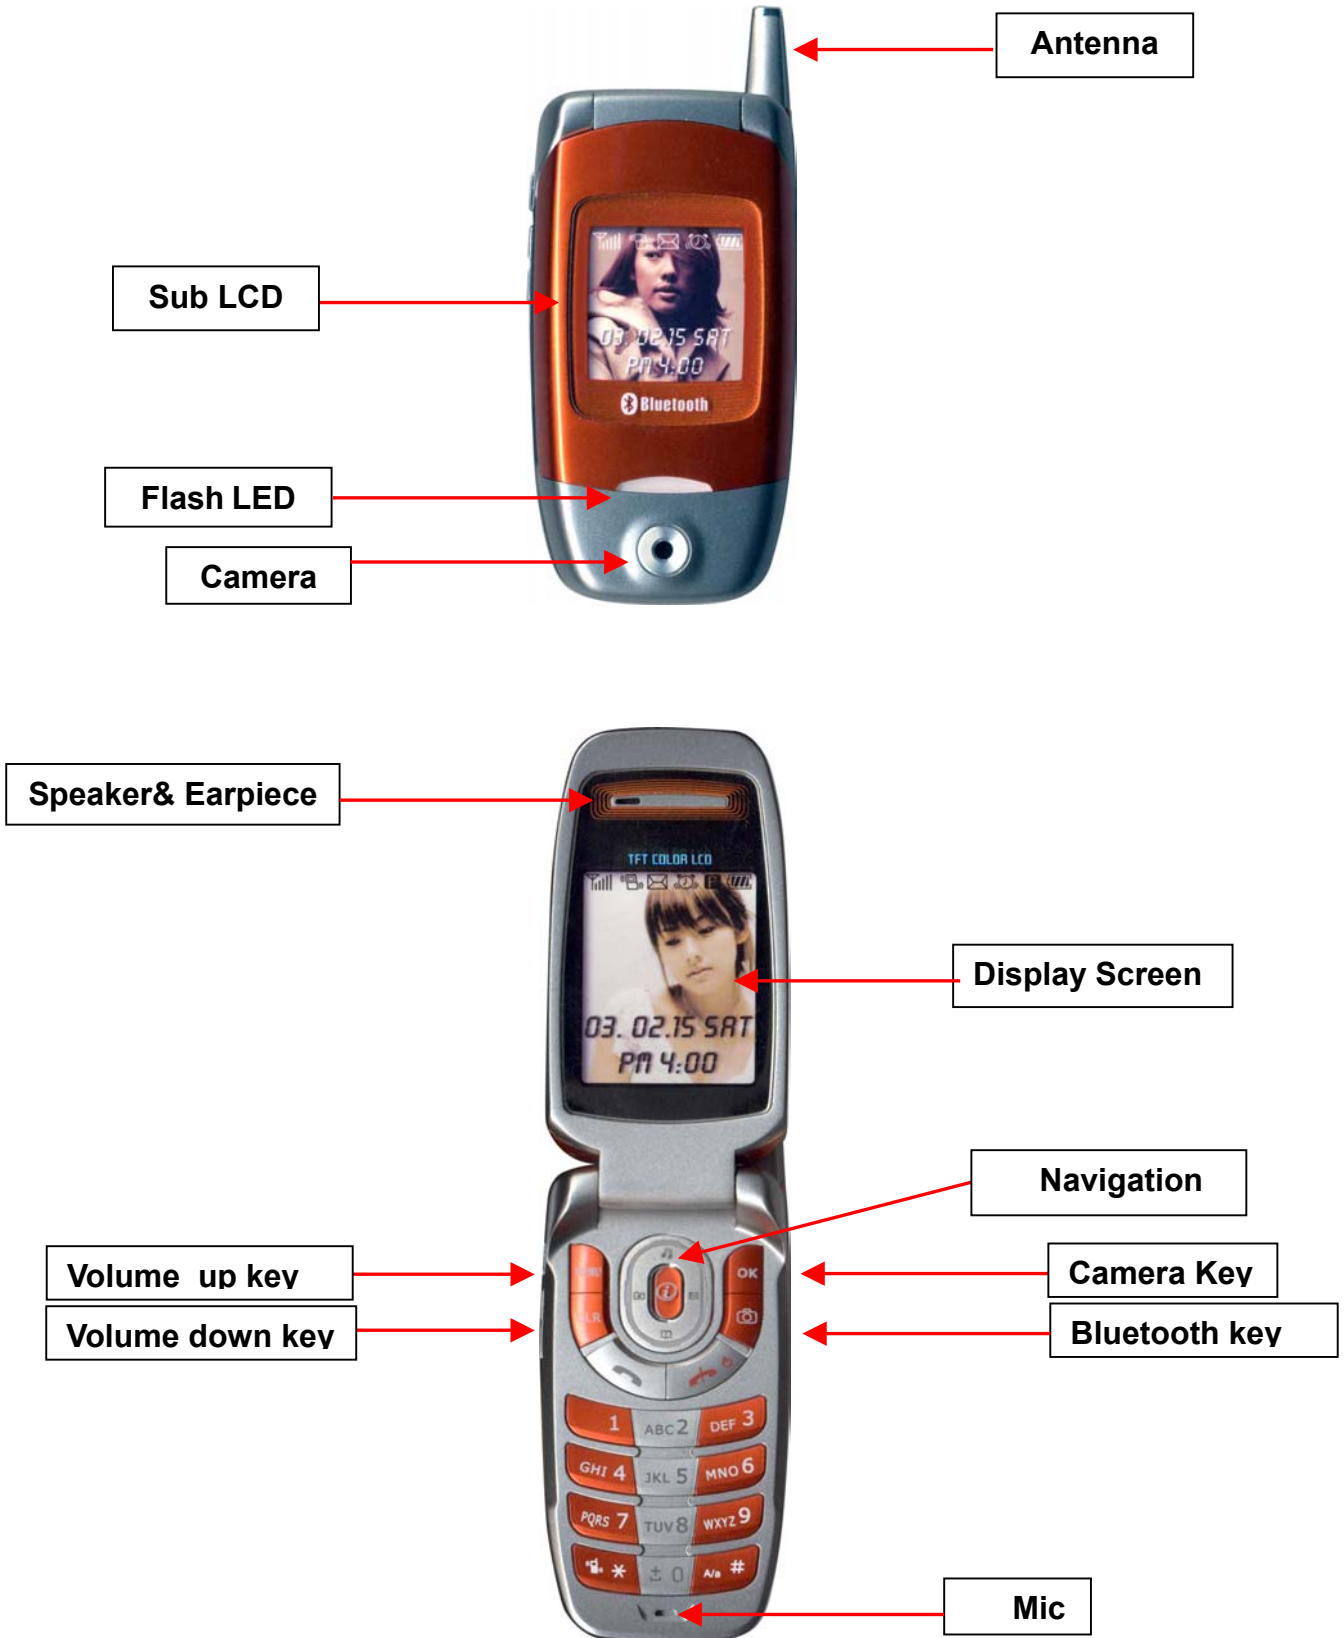 Antenna
Sub LCD
03. 02.15 SAT
PM 4:00
Bluetooth
Flash LED
Camera
Speaker& Earpiece
TFT COLOR LCD
Display Screen
03. 02.15 SAT
PM 4:00
Navigation
Volume up key
Camera Key
OK
Volume down key
Bluetooth key
1 ABC 2 DEF 3
GHI 4 JKL 5 MNO 6
PQRS 7 TUV 8 WXYZ 9
* ± 0 A/a #
Mic